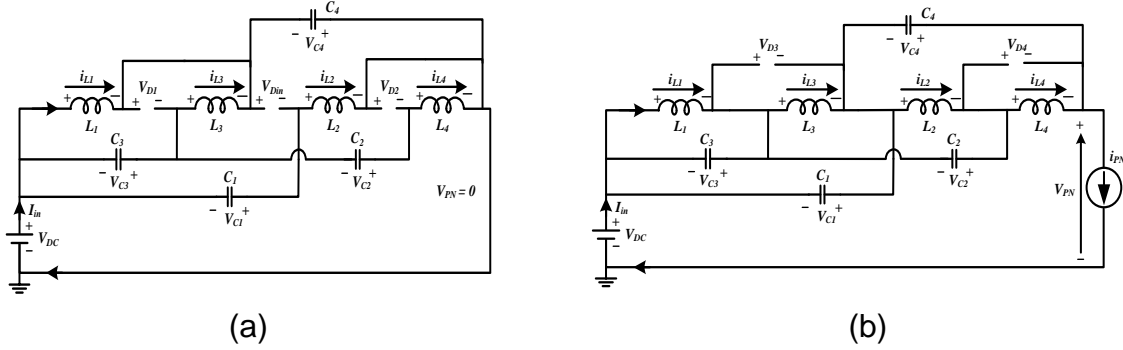 C4
− +
VC4
iL1 VD1 iL3 VDin iL2 VD2 iL4
+ − + − + − + − + − + − + −
L1 L3 L2 L4
C3 C2
− + − +
VC3 VC2
C1
− +
VC1
VPN = 0
Iin
+
VDC
−
(a)
C4
− +
VC4
VD3 VD4
+ − + −
iL1 iL3 iL2 iL4
+ − + − + − + −
L1 L3 L2 L4
C3 C2
− + − +
VC3 VC2
C1
− +
VC1
+
VPN
−
iPN
Iin
+
VDC
−
(b)